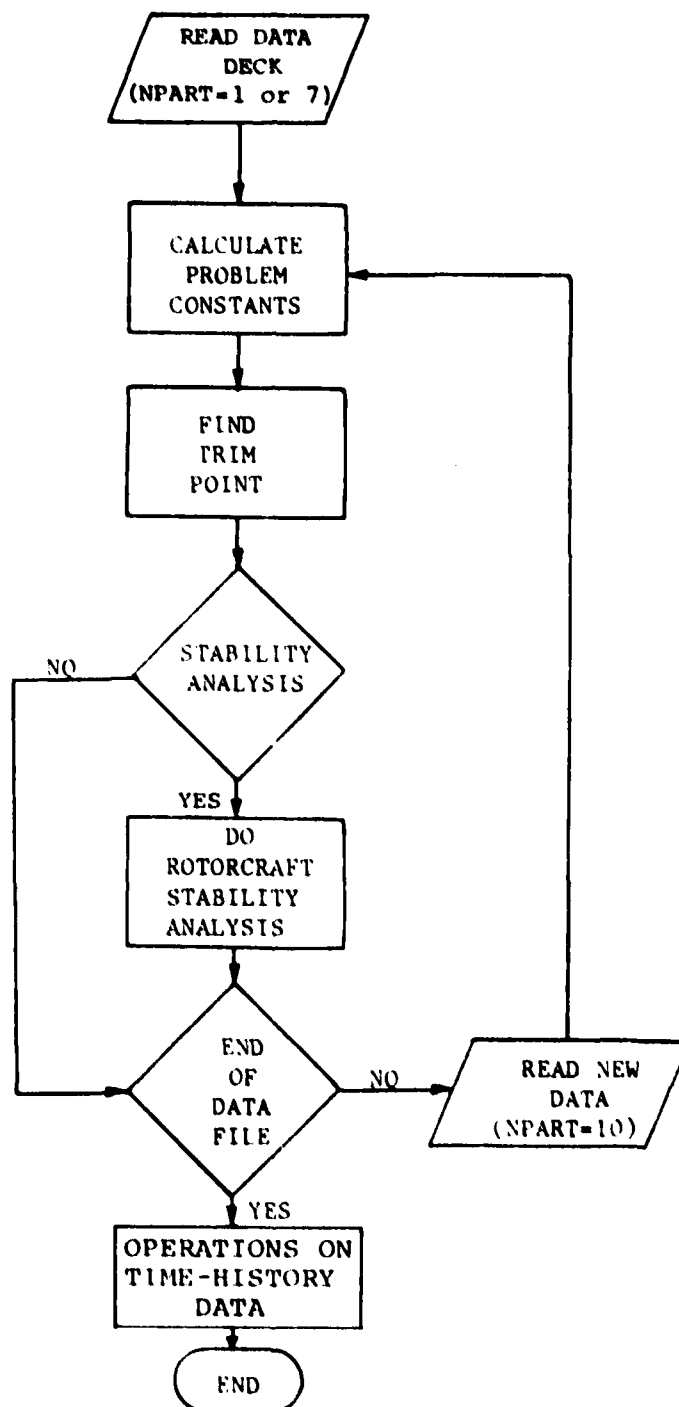 READ DATA
DECK
(NPART=1 or 7)
CALCULATE
PROBLEM
CONSTANTS
FIND
TRIM
POINT
STABILITY
ANALYSIS
NO
YES
DO
ROTORCRAFT
STABILITY
ANALYSIS
END
OF
DATA
FILE
NO
READ NEW
DATA
(NPART=10)
YES
OPERATIONS ON
TIME-HISTORY
DATA
END